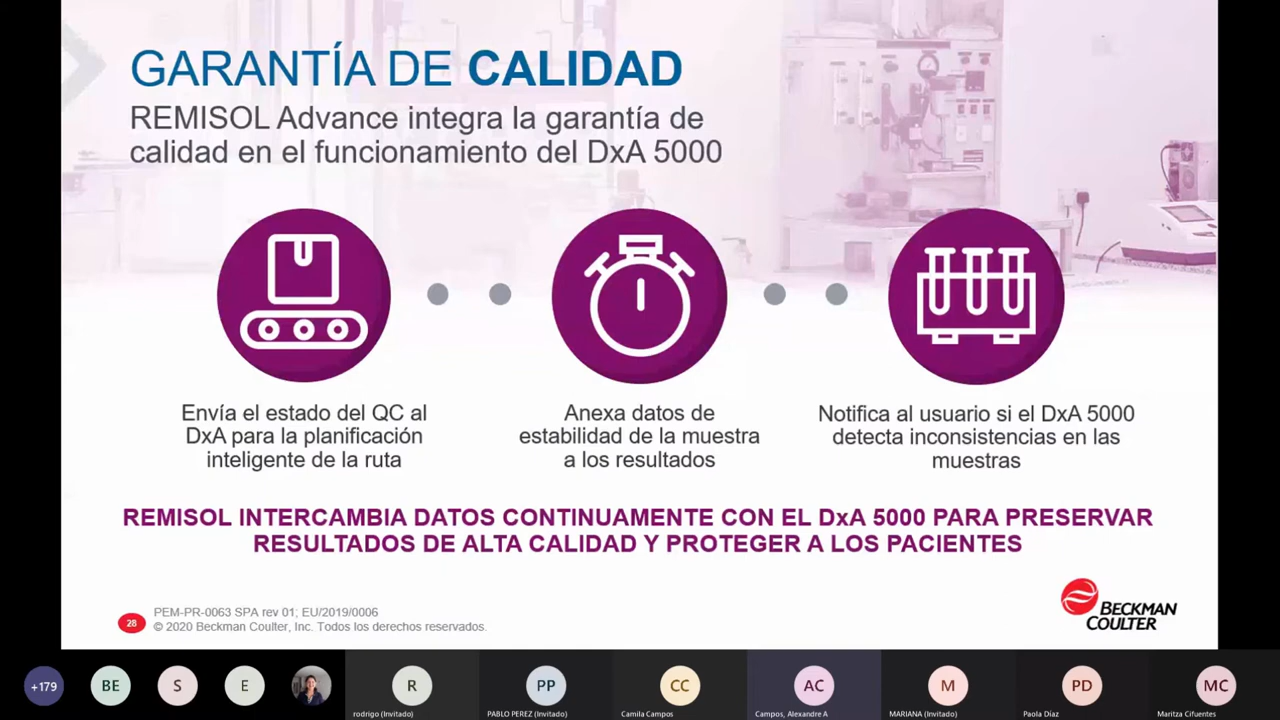 GARANTÍA DE CALIDAD
REMISOL Advance integra la garantía de
calidad en el funcionamiento del DxA 5000
Envía el estado del QC al
DxA para la planificación
inteligente de la ruta
Anexa datos de
estabilidad de la muestra
a los resultados
Notifica al usuario si el DxA 5000
detecta inconsistencias en las
muestras
REMISOL INTERCAMBIA DATOS CONTINUAMENTE CON EL DxA 5000 PARA PRESERVAR
RESULTADOS DE ALTA CALIDAD Y PROTEGER A LOS PACIENTES
28
PEM-PR-0063 SPA rev 01; EU/2019/0006
© 2020 Beckman Coulter, Inc. Todos los derechos reservados.
BECKMAN
COULTER
+179
BE
S
E
R
rodrigo (Invitado)
PP
PABLO PEREZ (Invitado)
CC
Camila Campos
AC
Campos, Alexandre A
M
MARIANA (Invitado)
PD
Paola Díaz
MC
Maritza Cifuentes